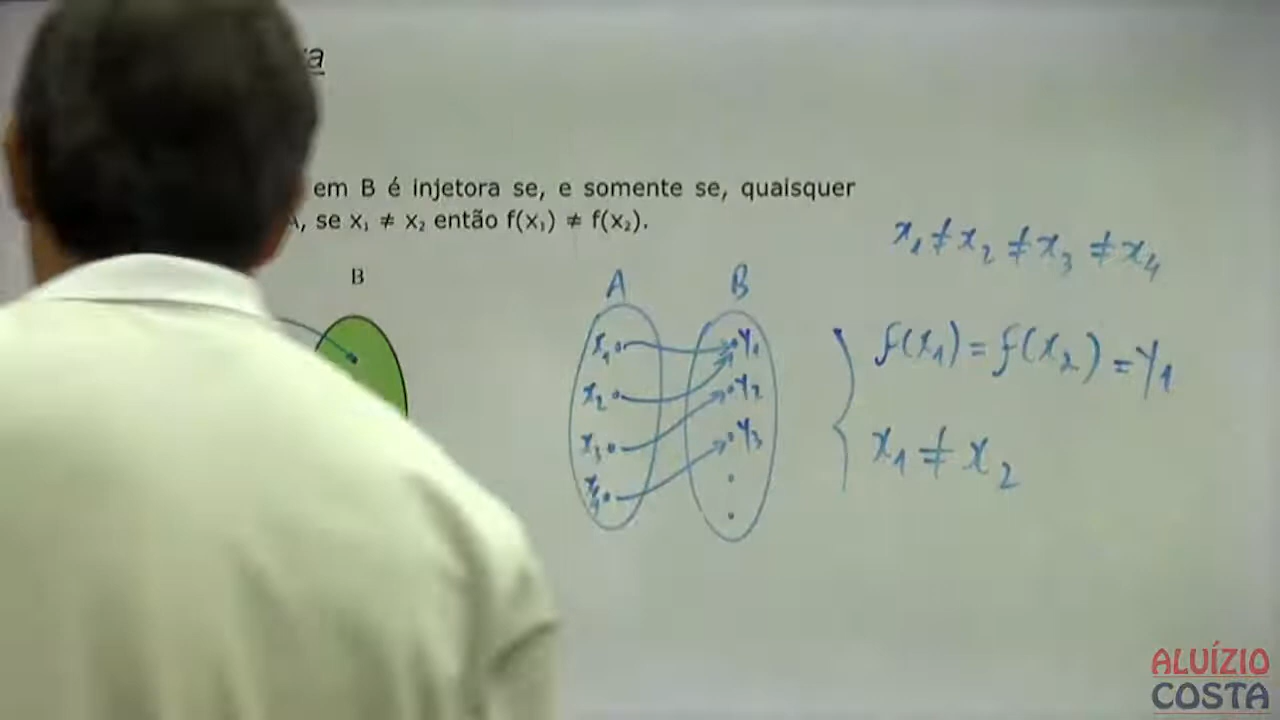 em B é injetora se, e somente se, quaisquer
A, se x₁ ≠ x₂ então f(x₁) ≠ f(x₂).
B
A B
x₁ y₁
x₂ y₂
x₃ y₃
x₄
x₁ ≠ x₂ ≠ x₃ ≠ x₄
f(x₁) = f(x₂) = y₁
x₁ ≠ x₂
ALUÍZIO
COSTA